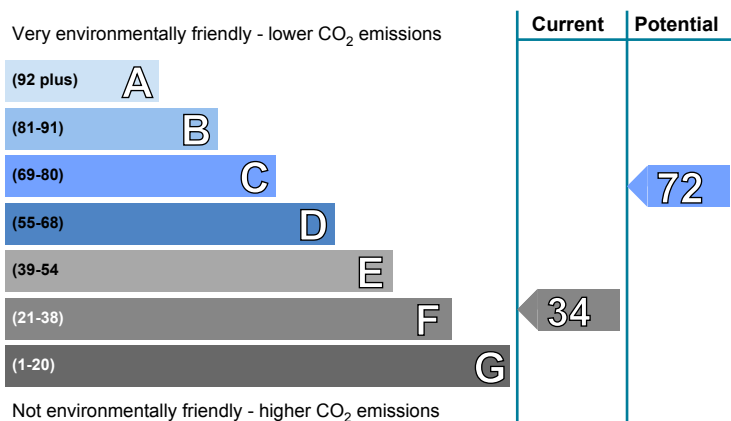 Current Potential
Very environmentally friendly - lower CO2 emissions
(92 plus) A
(81-91) B
(69-80) C
72
(55-68) D
(39-54 E
(21-38) F
34
(1-20) G
Not environmentally friendly - higher CO2 emissions